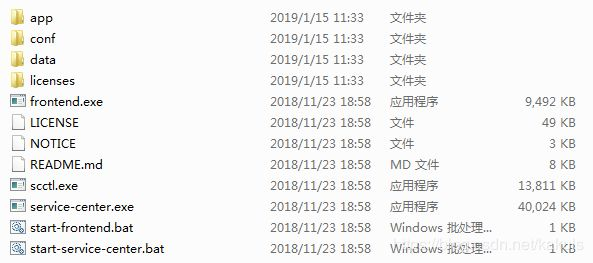 app 2019/1/15 11:33 文件夹
conf 2019/1/15 11:33 文件夹
data 2019/1/15 11:33 文件夹
licenses 2019/1/15 11:33 文件夹
frontend.exe 2018/11/23 18:58 应用程序 9,492 KB
LICENSE 2018/11/23 18:58 文件 49 KB
NOTICE 2018/11/23 18:58 文件 3 KB
README.md 2018/11/23 18:58 MD 文件 8 KB
scctl.exe 2018/11/23 18:58 应用程序 13,811 KB
service-center.exe 2018/11/23 18:58 应用程序 40,024 KB
start-frontend.bat 2018/11/23 18:58 Windows 批处理... 1 KB
start-service-center.bat 2018/11/23 18:58 Windows 批处理... 1 KB